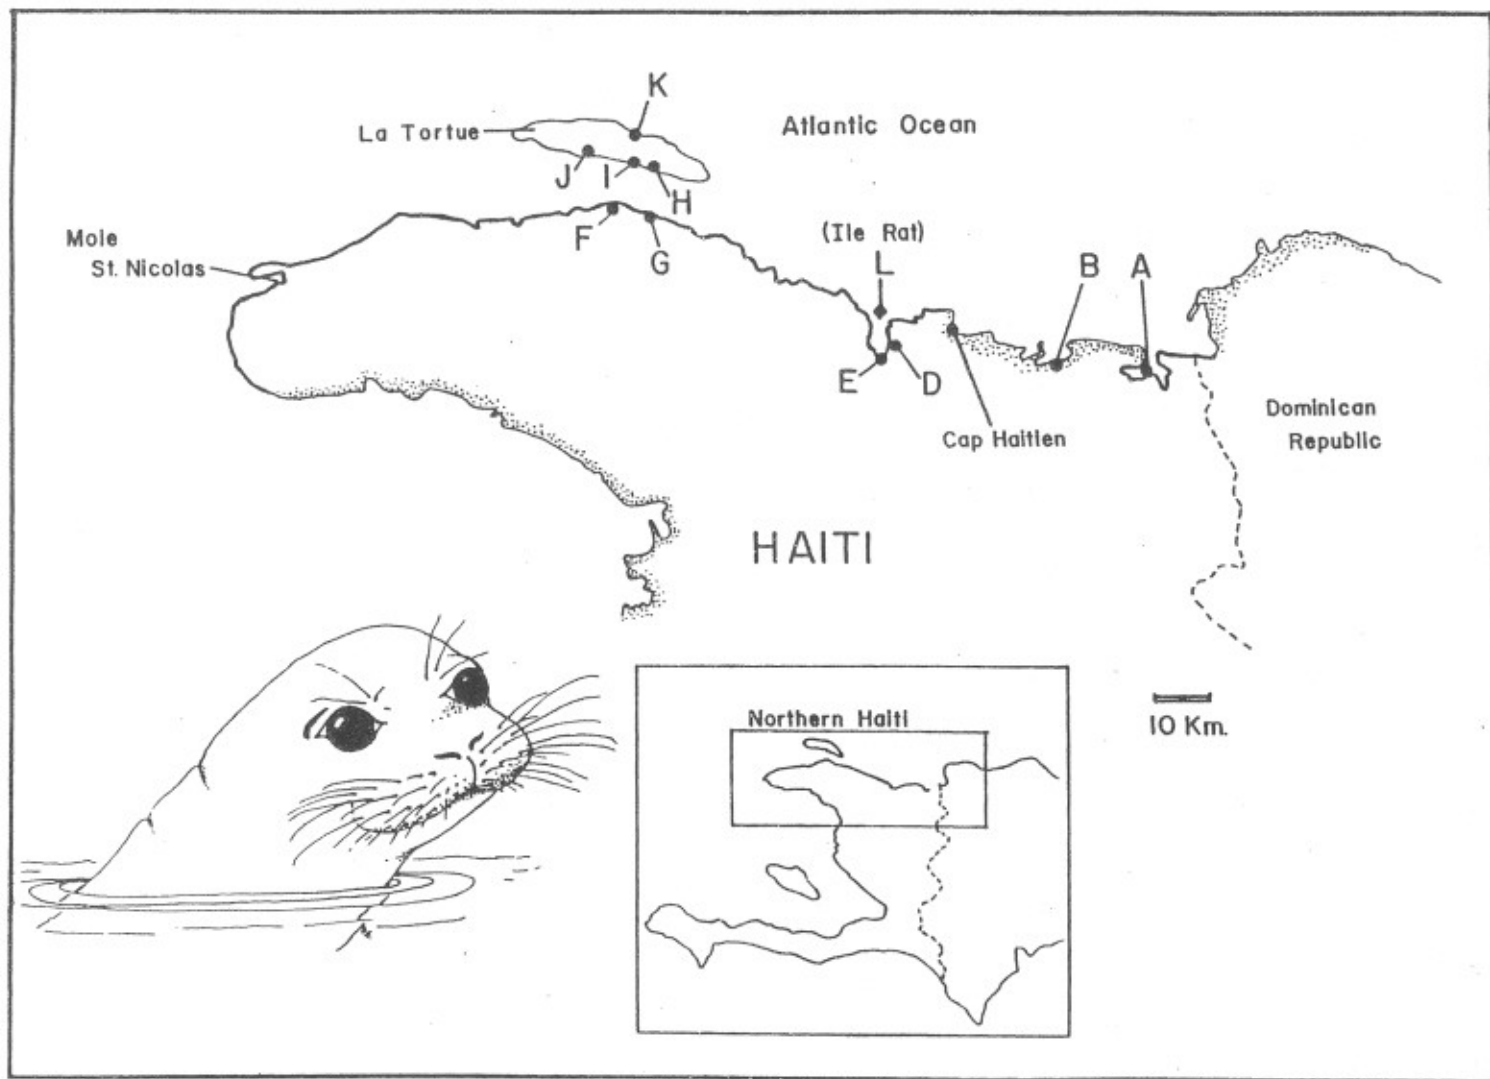 K
La Tortue
Atlantic Ocean
J
I
H
F
G
Mole
St. Nicolas
(Ile Rat)
L
B
A
E
D
Cap Haitien
Dominican
Republic
HAITI
10 Km.
Northern Haiti